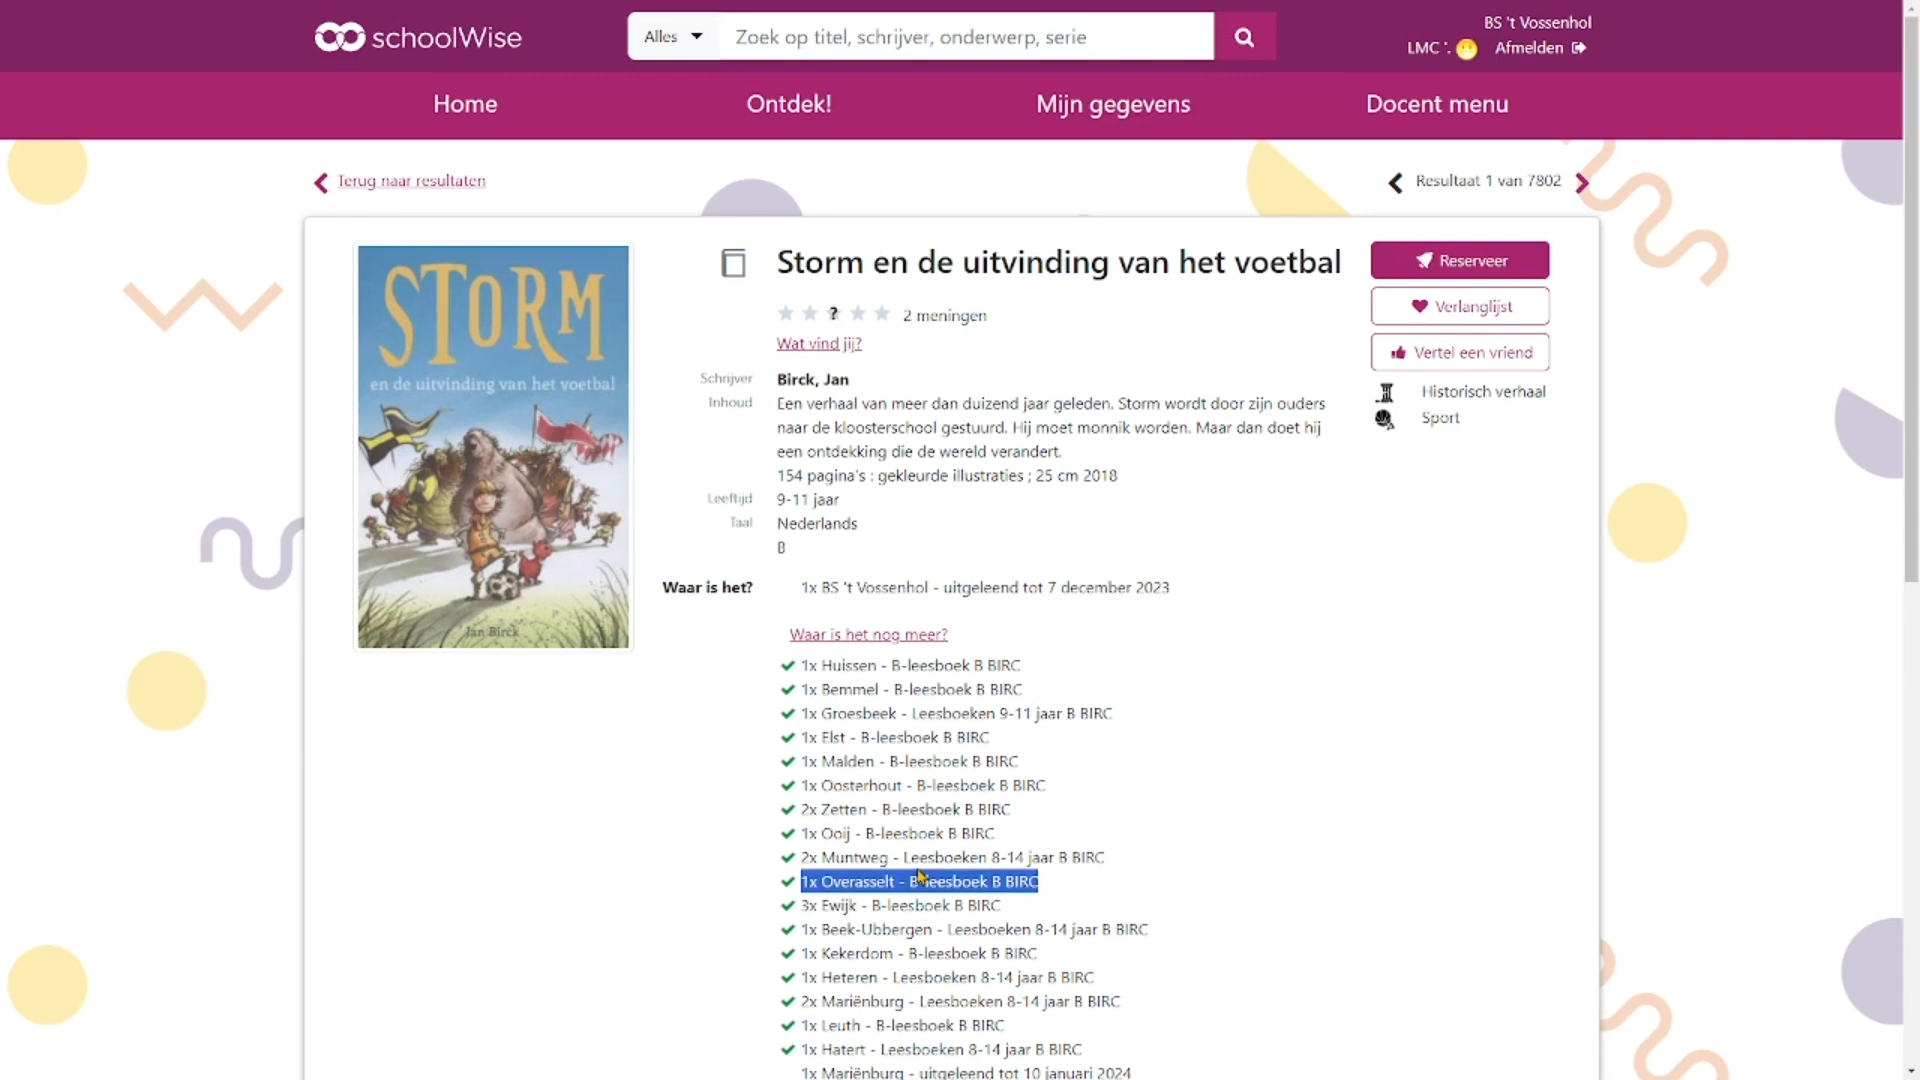 schoolWise
Alles
Zoek op titel, schrijver, onderwerp, serie
BS 't Vossenhol
LMC '.
Afmelden
Home
Ontdek!
Mijn gegevens
Docent menu
Terug naar resultaten
Resultaat 1 van 7802
STORM
en de uitvinding van het voetbal
Jan Birck
Storm en de uitvinding van het voetbal
?
2 meningen
Wat vind jij?
Schrijver Birck, Jan
Inhoud Een verhaal van meer dan duizend jaar geleden. Storm wordt door zijn ouders
naar de kloosterschool gestuurd. Hij moet monnik worden. Maar dan doet hij
een ontdekking die de wereld verandert.
154 pagina's : gekleurde illustraties ; 25 cm 2018
Leeftijd 9-11 jaar
Taal Nederlands
B
Reserveer
Verlanglijst
Vertel een vriend
Historisch verhaal
Sport
Waar is het? 1x BS 't Vossenhol - uitgeleend tot 7 december 2023
Waar is het nog meer?
1x Huissen - B-leesboek B BIRC
1x Bemmel - B-leesboek B BIRC
1x Groesbeek - Leesboeken 9-11 jaar B BIRC
1x Elst - B-leesboek B BIRC
1x Malden - B-leesboek B BIRC
1x Oosterhout - B-leesboek B BIRC
2x Zetten - B-leesboek B BIRC
1x Ooij - B-leesboek B BIRC
2x Muntweg - Leesboeken 8-14 jaar B BIRC
1x Overasselt - B-leesboek B BIRC
3x Ewijk - B-leesboek B BIRC
1x Beek-Ubbergen - Leesboeken 8-14 jaar B BIRC
1x Kekerdom - B-leesboek B BIRC
1x Heteren - Leesboeken 8-14 jaar B BIRC
2x Mariënburg - Leesboeken 8-14 jaar B BIRC
1x Leuth - B-leesboek B BIRC
1x Hatert - Leesboeken 8-14 jaar B BIRC
1x Mariënburg - uitgeleend tot 10 januari 2024